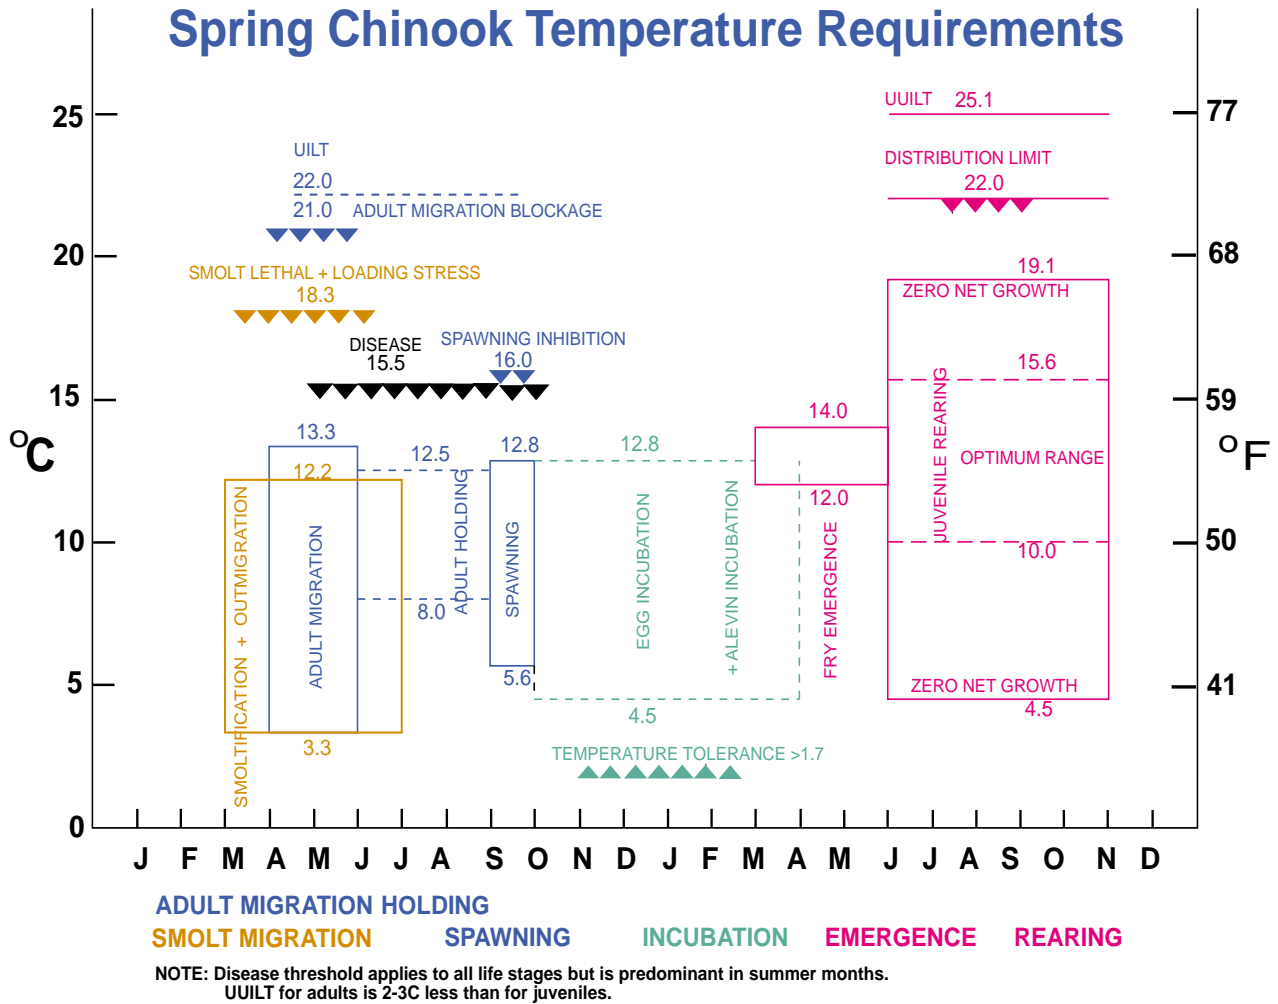 Spring Chinook Temperature Requirements
25
77
UUILT 25.1
UILT
22.0
21.0 ADULT MIGRATION BLOCKAGE
DISTRIBUTION LIMIT
22.0
20
68
SMOLT LETHAL + LOADING STRESS
18.3
19.1
ZERO NET GROWTH
DISEASE
15.5
SPAWNING INHIBITION
16.0
15.6
15
59
°C
°F
13.3
12.2
12.5
12.8
12.8
14.0
12.0
OPTIMUM RANGE
SMOLTIFICATION + OUTMIGRATION
ADULT MIGRATION
ADULT HOLDING
SPAWNING
EGG INCUBATION
+ ALEVIN INCUBATION
FRY EMERGENCE
JUVENILE REARING
10
50
10.0
8.0
5.6
5
41
ZERO NET GROWTH
4.5
4.5
3.3
TEMPERATURE TOLERANCE >1.7
0
J F M A M J J A S O N D J F M A M J J A S O N D
ADULT MIGRATION HOLDING
SMOLT MIGRATION SPAWNING INCUBATION EMERGENCE REARING
NOTE: Disease threshold applies to all life stages but is predominant in summer months.
UUILT for adults is 2-3C less than for juveniles.